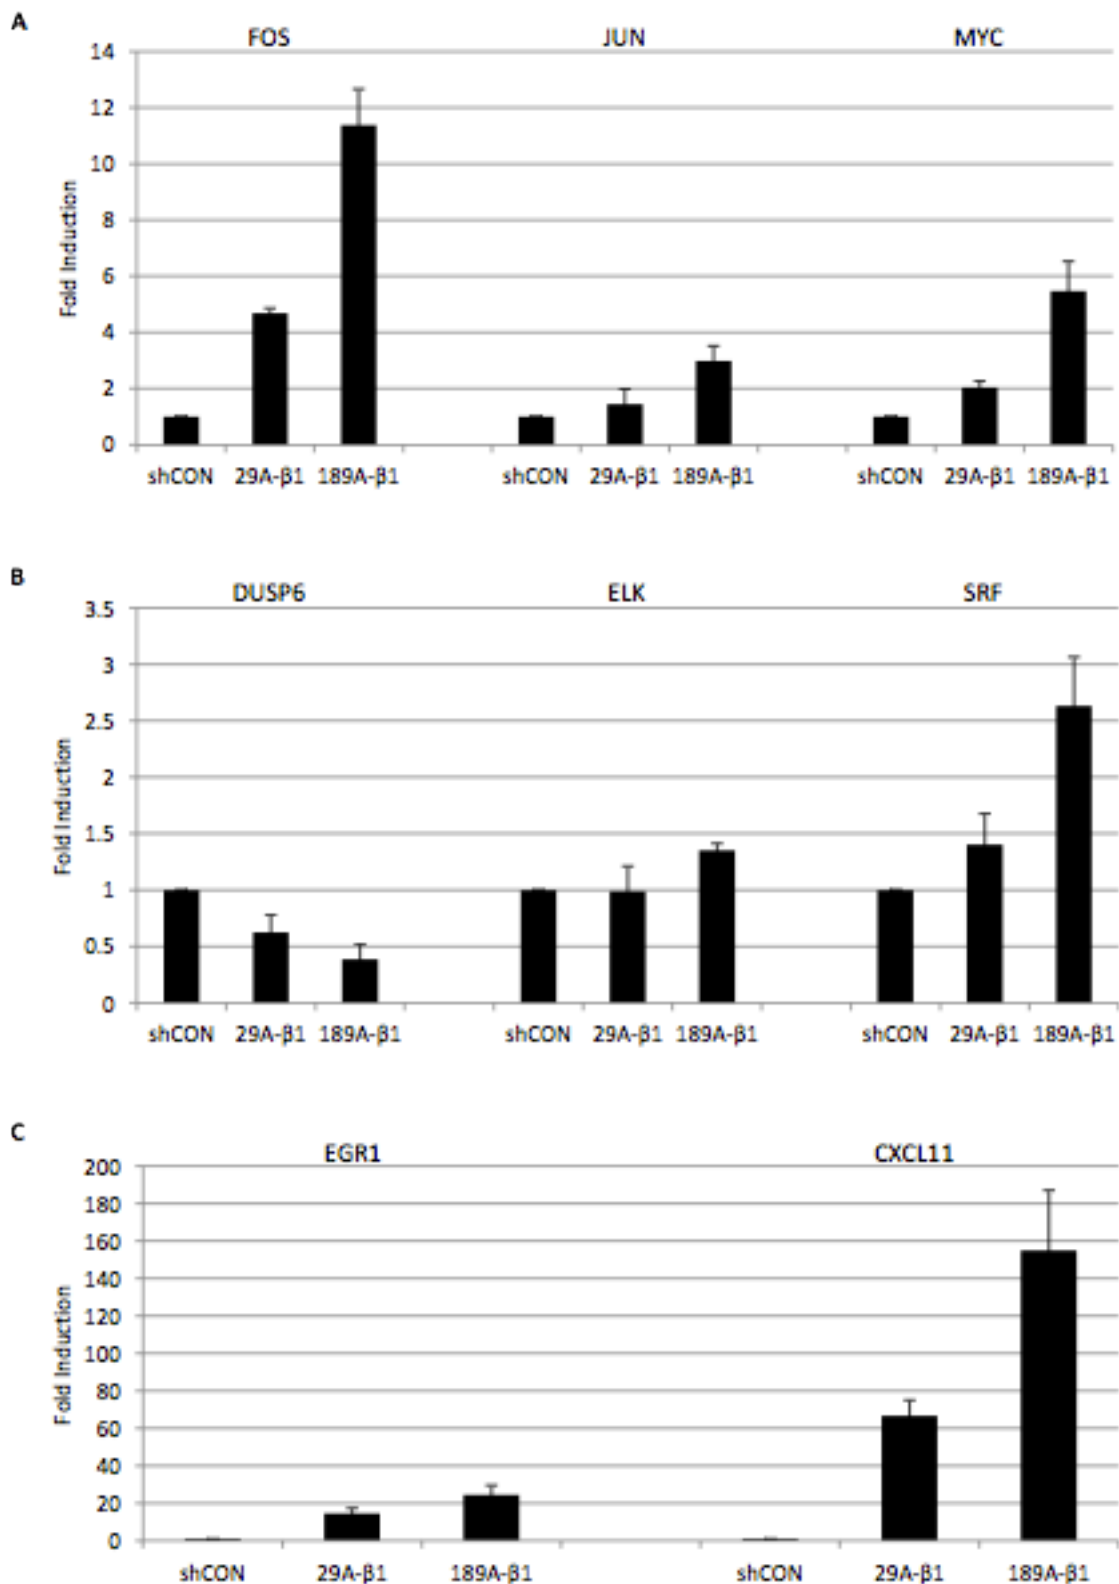 A
FOS JUN MYC
14
12
10
8
6
4
2
0
Fold Induction
shCON 29A-β1 189A-β1 shCON 29A-β1 189A-β1 shCON 29A-β1 189A-β1
B
DUSP6 ELK SRF
3.5
3
2.5
2
1.5
1
0.5
0
Fold Induction
shCON 29A-β1 189A-β1 shCON 29A-β1 189A-β1 shCON 29A-β1 189A-β1
C
EGR1 CXCL11
200
180
160
140
120
100
80
60
40
20
0
Fold Induction
shCON 29A-β1 189A-β1 shCON 29A-β1 189A-β1